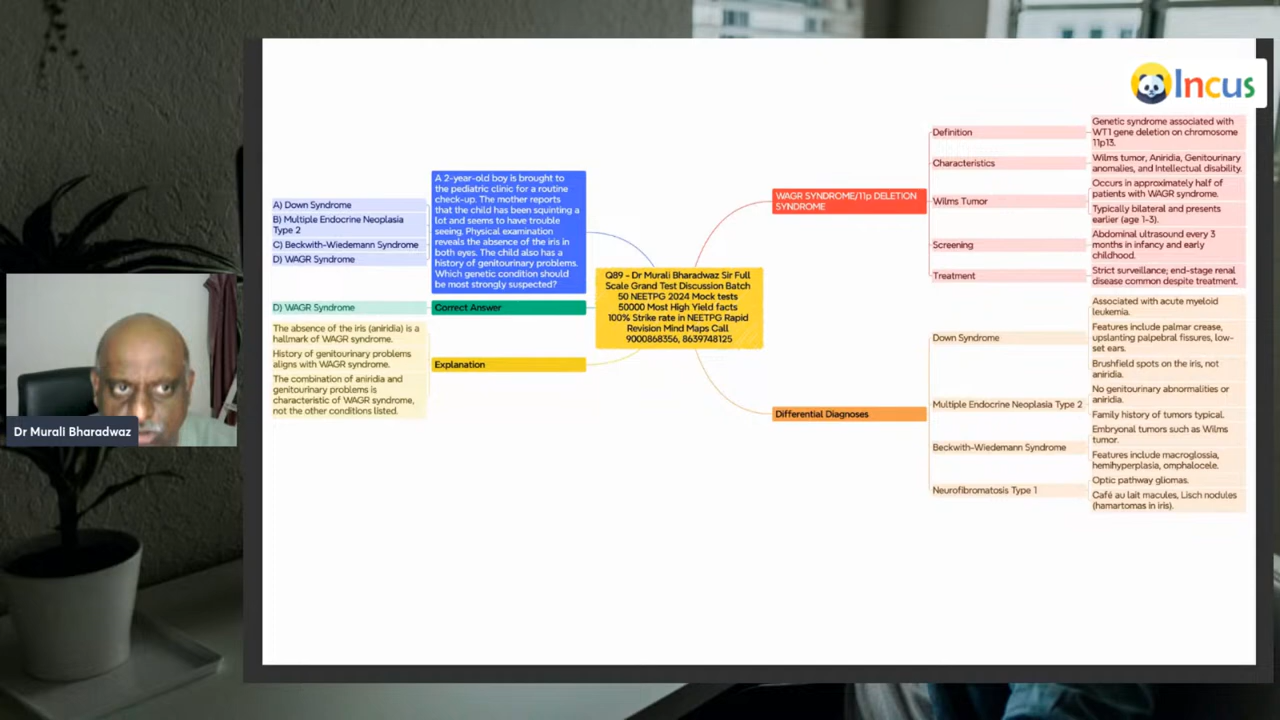 Incus
A 2-year-old boy is brought to
the pediatric clinic for a routine
check-up. The mother reports
that the child has been squinting a
lot and seems to have trouble
seeing. Physical examination
reveals the absence of the iris in
both eyes. The child also has a
history of genitourinary problems.
Which genetic condition should
be most strongly suspected?
A) Down Syndrome
B) Multiple Endocrine Neoplasia
Type 2
C) Beckwith-Wiedemann Syndrome
D) WAGR Syndrome
Correct Answer
D) WAGR Syndrome
Explanation
The absence of the iris (aniridia) is a
hallmark of WAGR syndrome.
History of genitourinary problems
aligns with WAGR syndrome.
The combination of aniridia and
genitourinary problems is
characteristic of WAGR syndrome,
not the other conditions listed.
Q89 - Dr Murali Bharadwaz Sir Full
Scale Grand Test Discussion Batch
50 NEETPG 2024 Mock tests
50000 Most High Yield facts
100% Strike rate in NEETPG Rapid
Revision Mind Maps Call
9000868356, 8639748125
WAGR SYNDROME/11p DELETION
SYNDROME
Definition
Genetic syndrome associated with
WT1 gene deletion on chromosome
11p13.
Characteristics
Wilms tumor, Aniridia, Genitourinary
anomalies, and Intellectual disability.
Wilms Tumor
Occurs in approximately half of
patients with WAGR syndrome.
Typically bilateral and presents
earlier (age 1-3).
Screening
Abdominal ultrasound every 3
months in infancy and early
childhood.
Treatment
Strict surveillance; end-stage renal
disease common despite treatment.
Differential Diagnoses
Down Syndrome
Associated with acute myeloid
leukemia.
Features include palmar crease,
upslanting palpebral fissures, low-
set ears.
Brushfield spots on the iris, not
aniridia.
Multiple Endocrine Neoplasia Type 2
No genitourinary abnormalities or
aniridia.
Family history of tumors typical.
Beckwith-Wiedemann Syndrome
Embryonal tumors such as Wilms
tumor.
Features include macroglossia,
hemihyperplasia, omphalocele.
Neurofibromatosis Type 1
Optic pathway gliomas.
Café au lait macules, Lisch nodules
(hamartomas in iris).
Dr Murali Bharadwaz